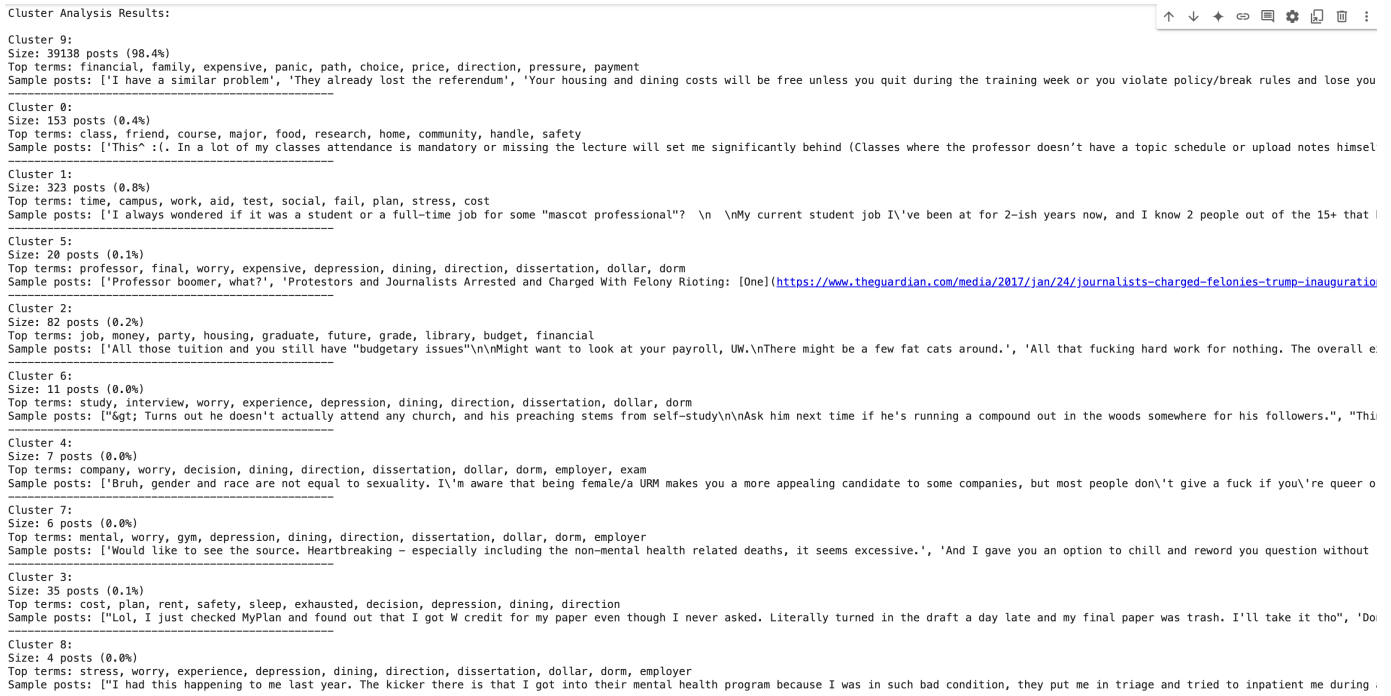 Cluster Analysis Results:
Cluster 9:
Size: 39138 posts (98.4%)
Top terms: financial, family, expensive, panic, path, choice, price, direction, pressure, payment
Sample posts: ['I have a similar problem', 'They already lost the referendum', 'Your housing and dining costs will be free unless you quit during the training week or you violate policy/break rules and lose you
--------------------------------------------------
Cluster 0:
Size: 153 posts (0.4%)
Top terms: class, friend, course, major, food, research, home, community, handle, safety
Sample posts: ['This^ :(. In a lot of my classes attendance is mandatory or missing the lecture will set me significantly behind (Classes where the professor doesn’t have a topic schedule or upload notes himsel
--------------------------------------------------
Cluster 1:
Size: 323 posts (0.8%)
Top terms: time, campus, work, aid, test, social, fail, plan, stress, cost
Sample posts: ['I always wondered if it was a student or a full-time job for some "mascot professional"?  \n  \nMy current student job I\'ve been at for 2-ish years now, and I know 2 people out of the 15+ that
--------------------------------------------------
Cluster 5:
Size: 20 posts (0.1%)
Top terms: professor, final, worry, expensive, depression, dining, direction, dissertation, dollar, dorm
Sample posts: ['Professor boomer, what?', 'Protestors and Journalists Arrested and Charged With Felony Rioting: [One](https://www.theguardian.com/media/2017/jan/24/journalists-charged-felonies-trump-inauguratio
--------------------------------------------------
Cluster 2:
Size: 82 posts (0.2%)
Top terms: job, money, party, housing, graduate, future, grade, library, budget, financial
Sample posts: ['All those tuition and you still have "budgetary issues"\n\nMight want to look at your payroll, UW.\nThere might be a few fat cats around.', 'All that fucking hard work for nothing. The overall e
--------------------------------------------------
Cluster 6:
Size: 11 posts (0.0%)
Top terms: study, interview, worry, experience, depression, dining, direction, dissertation, dollar, dorm
Sample posts: ["&gt; Turns out he doesn't actually attend any church, and his preaching stems from self-study\n\nAsk him next time if he's running a compound out in the woods somewhere for his followers.", "Thi
--------------------------------------------------
Cluster 4:
Size: 7 posts (0.0%)
Top terms: company, worry, decision, dining, direction, dissertation, dollar, dorm, employer, exam
Sample posts: ['Bruh, gender and race are not equal to sexuality. I\'m aware that being female/a URM makes you a more appealing candidate to some companies, but most people don\'t give a fuck if you\'re queer o
--------------------------------------------------
Cluster 7:
Size: 6 posts (0.0%)
Top terms: mental, worry, gym, depression, dining, direction, dissertation, dollar, dorm, employer
Sample posts: ['Would like to see the source. Heartbreaking - especially including the non-mental health related deaths, it seems excessive.', 'And I gave you an option to chill and reword you question without
--------------------------------------------------
Cluster 3:
Size: 35 posts (0.1%)
Top terms: cost, plan, rent, safety, sleep, exhausted, decision, depression, dining, direction
Sample posts: ["Lol, I just checked MyPlan and found out that I got W credit for my paper even though I never asked. Literally turned in the draft a day late and my final paper was trash. I'll take it tho", 'Do
--------------------------------------------------
Cluster 8:
Size: 4 posts (0.0%)
Top terms: stress, worry, experience, depression, dining, direction, dissertation, dollar, dorm, employer
Sample posts: ["I had this happening to me last year. The kicker there is that I got into their mental health program because I was in such bad condition, they put me in triage and tried to inpatient me during